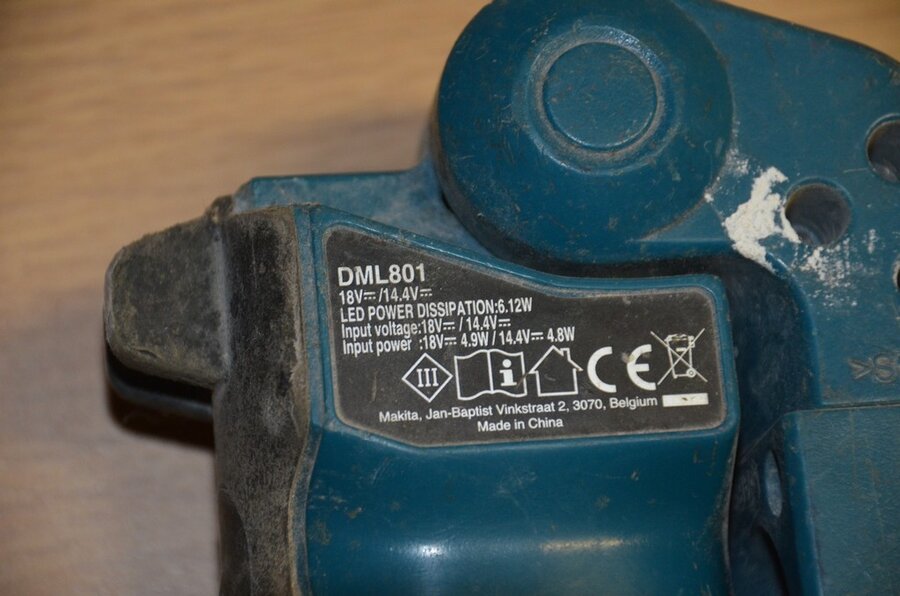 DML801
18V⎓/14.4V⎓
LED POWER DISSIPATION:6.12W
Input voltage:18V⎓ / 14.4V⎓
Input power :18V⎓ 4.9W / 14.4V⎓ 4.8W
III i CE
Makita, Jan-Baptist Vinkstraat 2, 3070, Belgium
Made in China